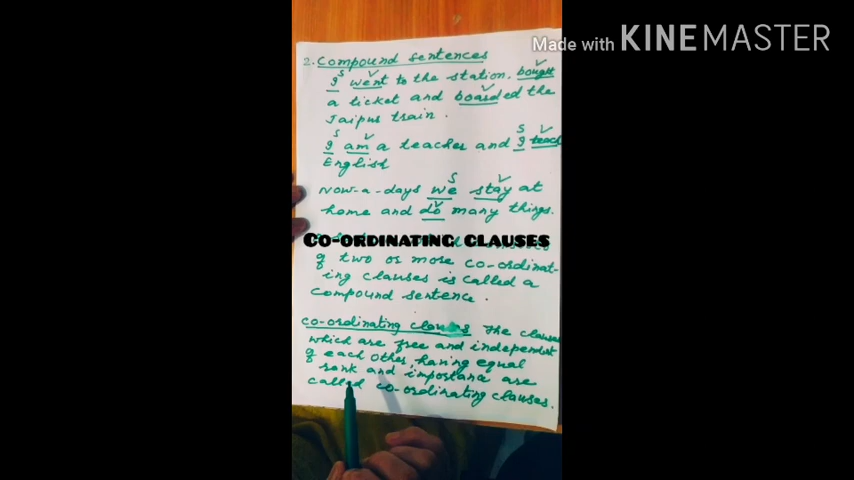 Made with KINEMASTER
2. Compound sentences
S V V
I went to the station, bought
V
a ticket and boarded the
Jaipur train.
S V S V
I am a teacher and I teach
English
S V
Now-a-days we stay at
V
home and do many things.
CO-ORDINATING CLAUSES
of two or more co-ordinat-
ing clauses is called a
compound sentence.
co-ordinating clauses The clauses
which are free and independent
of each other, having equal
rank and importance are
called co-ordinating clauses.